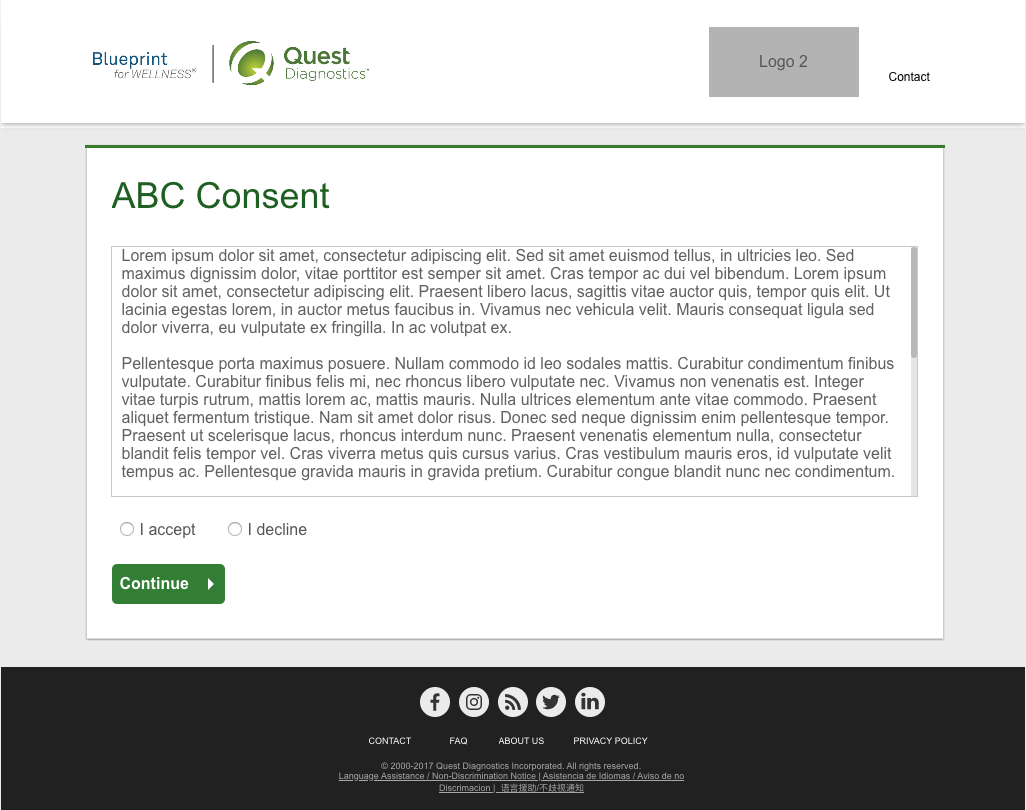 Blueprint
for WELLNESS®
Quest
Diagnostics™
Logo 2
Contact
ABC Consent
Lorem ipsum dolor sit amet, consectetur adipiscing elit. Sed sit amet euismod tellus, in ultricies leo. Sed
maximus dignissim dolor, vitae porttitor est semper sit amet. Cras tempor ac dui vel bibendum. Lorem ipsum
dolor sit amet, consectetur adipiscing elit. Praesent libero lacus, sagittis vitae auctor quis, tempor quis elit. Ut
lacinia egestas lorem, in auctor metus faucibus in. Vivamus nec vehicula velit. Mauris consequat ligula sed
dolor viverra, eu vulputate ex fringilla. In ac volutpat ex.
Pellentesque porta maximus posuere. Nullam commodo id leo sodales mattis. Curabitur condimentum finibus
vulputate. Curabitur finibus felis mi, nec rhoncus libero vulputate nec. Vivamus non venenatis est. Integer
vitae turpis rutrum, mattis lorem ac, mattis mauris. Nulla ultrices elementum ante vitae commodo. Praesent
aliquet fermentum tristique. Nam sit amet dolor risus. Donec sed neque dignissim enim pellentesque tempor.
Praesent ut scelerisque lacus, rhoncus interdum nunc. Praesent venenatis elementum nulla, consectetur
blandit felis tempor vel. Cras viverra metus quis cursus varius. Cras vestibulum mauris eros, id vulputate velit
tempus ac. Pellentesque gravida mauris in gravida pretium. Curabitur congue blandit nunc nec condimentum.
I accept I decline
Continue
CONTACT FAQ ABOUT US PRIVACY POLICY
© 2000-2017 Quest Diagnostics Incorporated. All rights reserved.
Language Assistance / Non-Discrimination Notice | Asistencia de Idiomas / Aviso de no
Discrimacion | 语言援助/不歧视通知